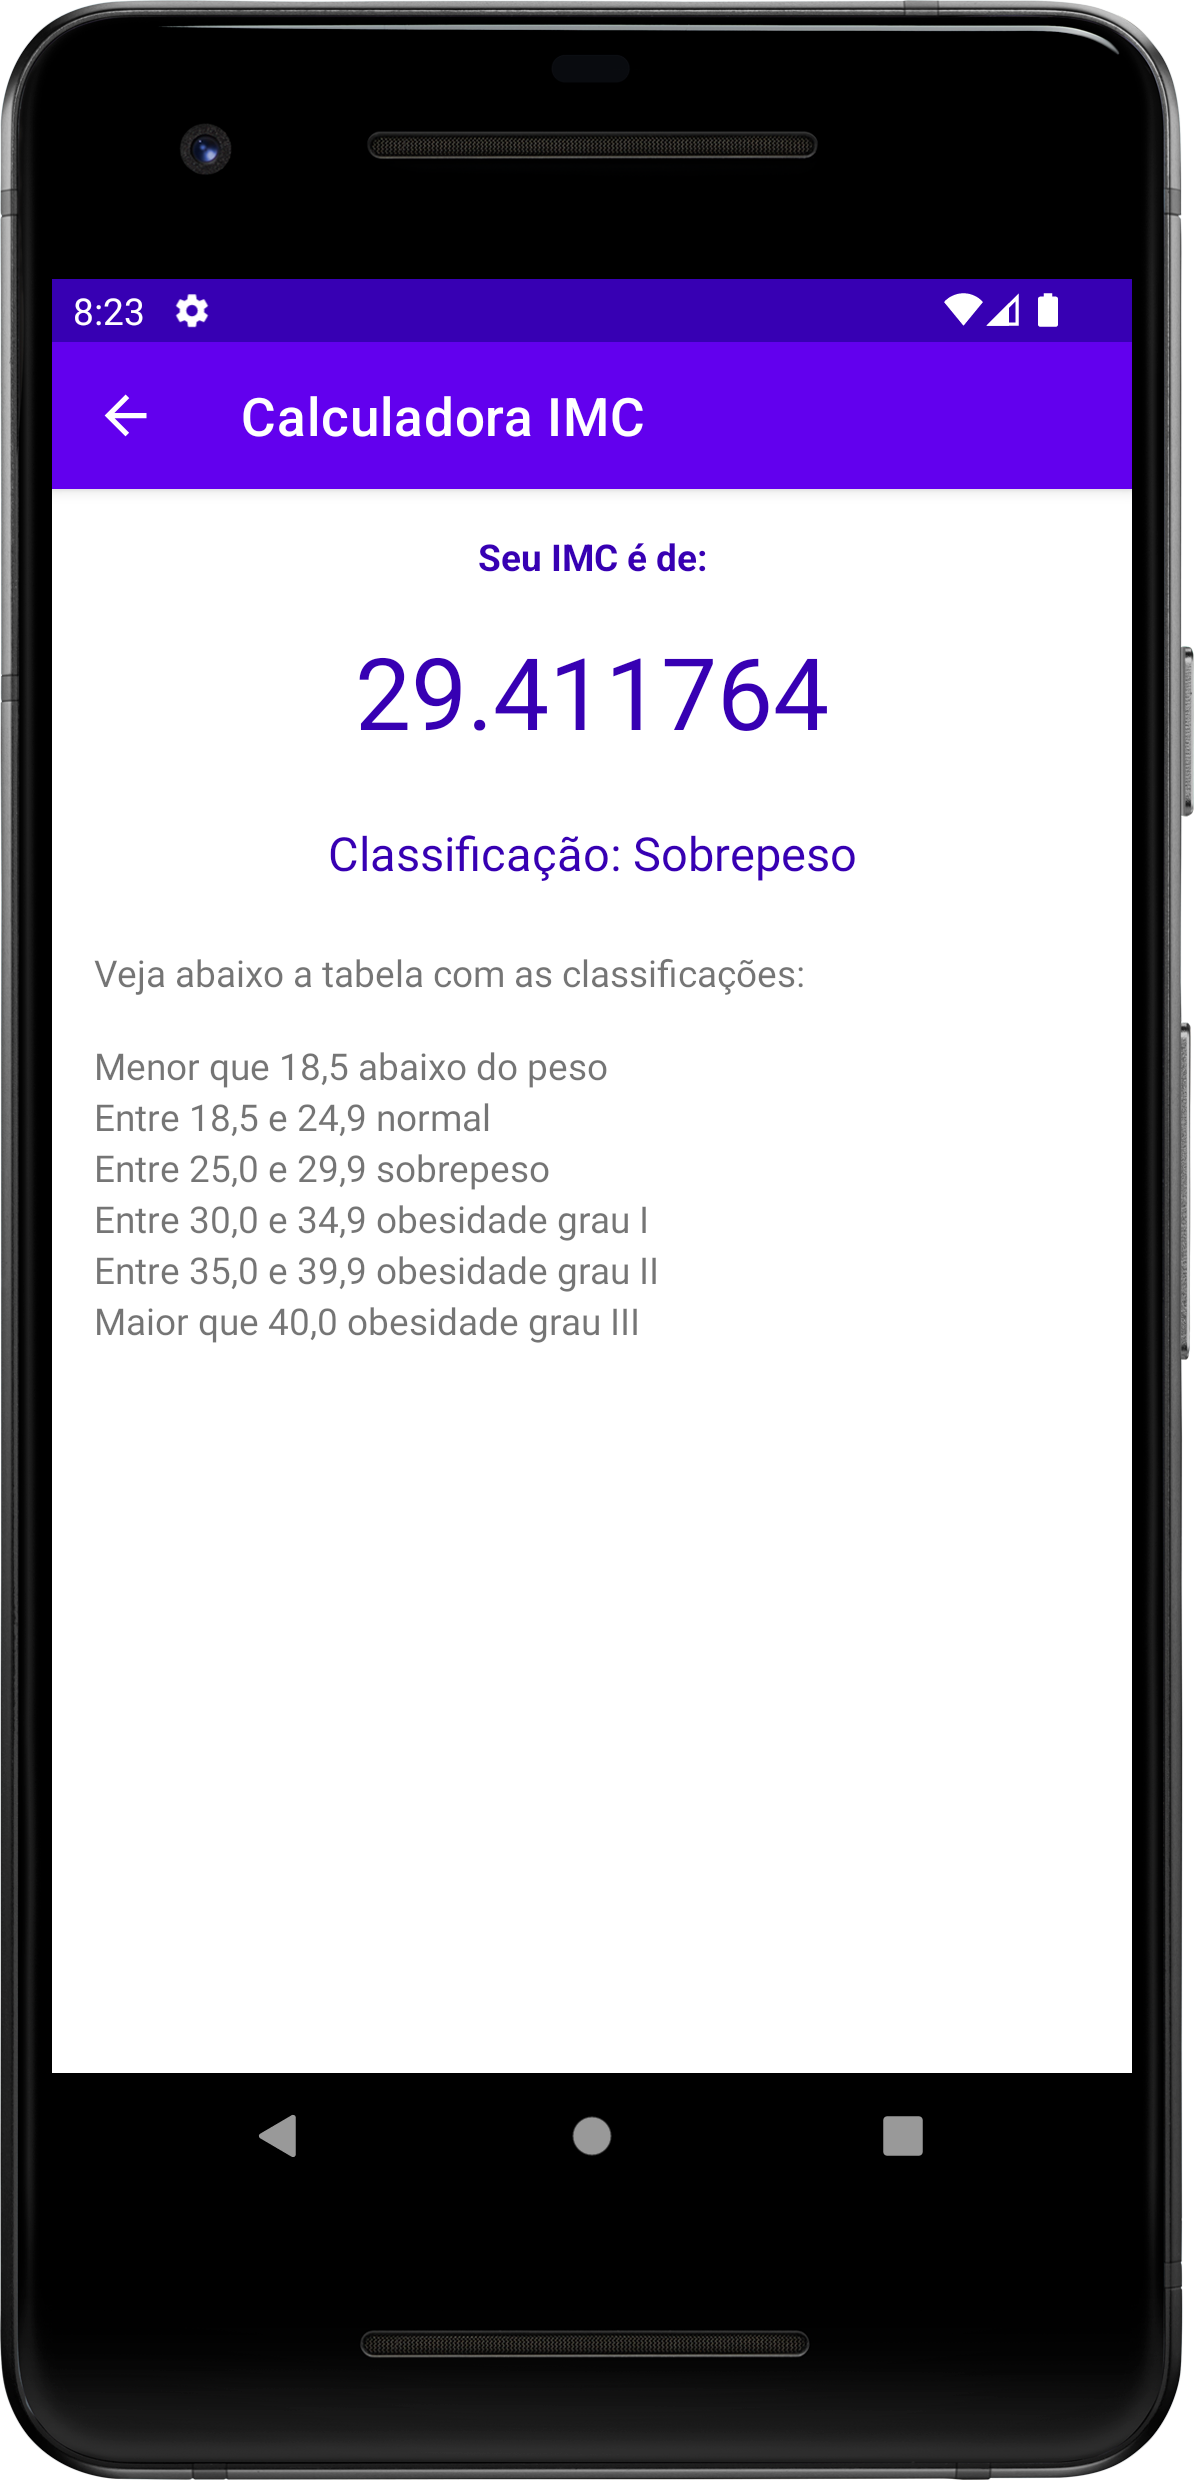 8:23
Calculadora IMC
Seu IMC é de:
29.411764
Classificação: Sobrepeso
Veja abaixo a tabela com as classificações:
Menor que 18,5 abaixo do peso
Entre 18,5 e 24,9 normal
Entre 25,0 e 29,9 sobrepeso
Entre 30,0 e 34,9 obesidade grau I
Entre 35,0 e 39,9 obesidade grau II
Maior que 40,0 obesidade grau III